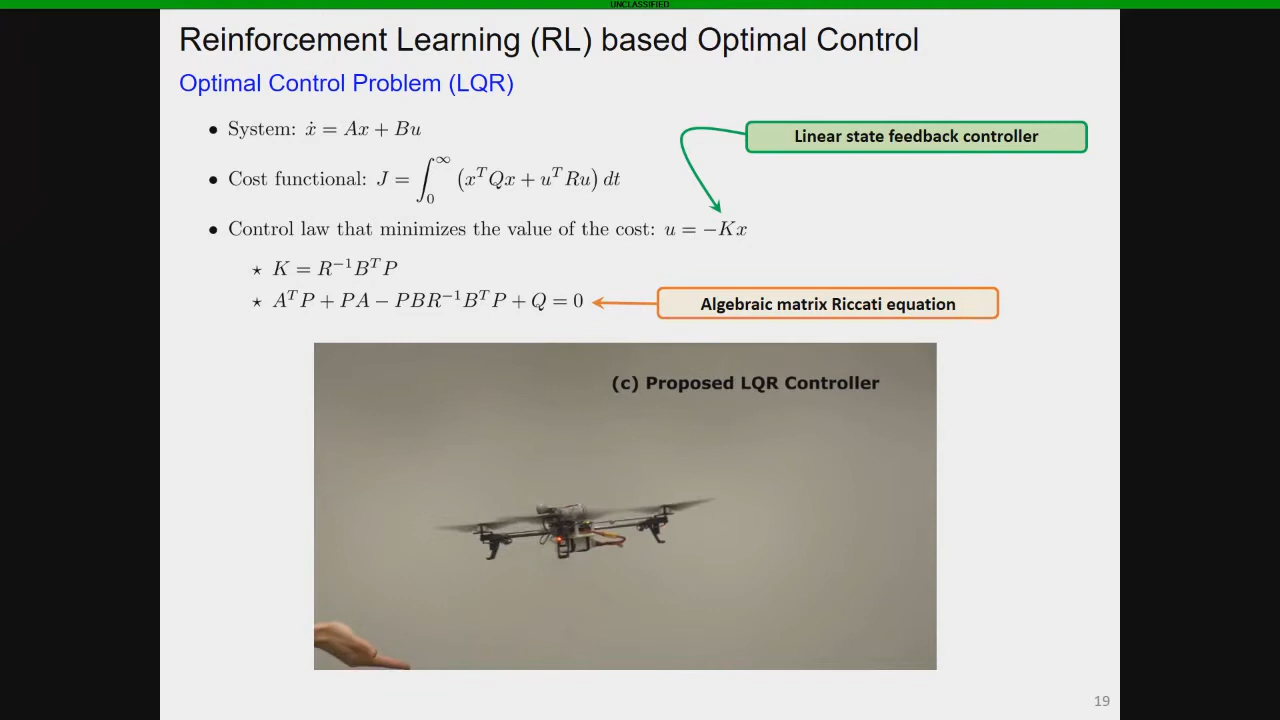 UNCLASSIFIED
Reinforcement Learning (RL) based Optimal Control
Optimal Control Problem (LQR)
• System: ẋ = Ax + Bu
Linear state feedback controller
• Cost functional: J = ∫₀^∞ (xᵀQx + uᵀRu) dt
• Control law that minimizes the value of the cost: u = −Kx
⋆ K = R⁻¹BᵀP
⋆ AᵀP + PA − PBR⁻¹BᵀP + Q = 0
Algebraic matrix Riccati equation
(c) Proposed LQR Controller
19